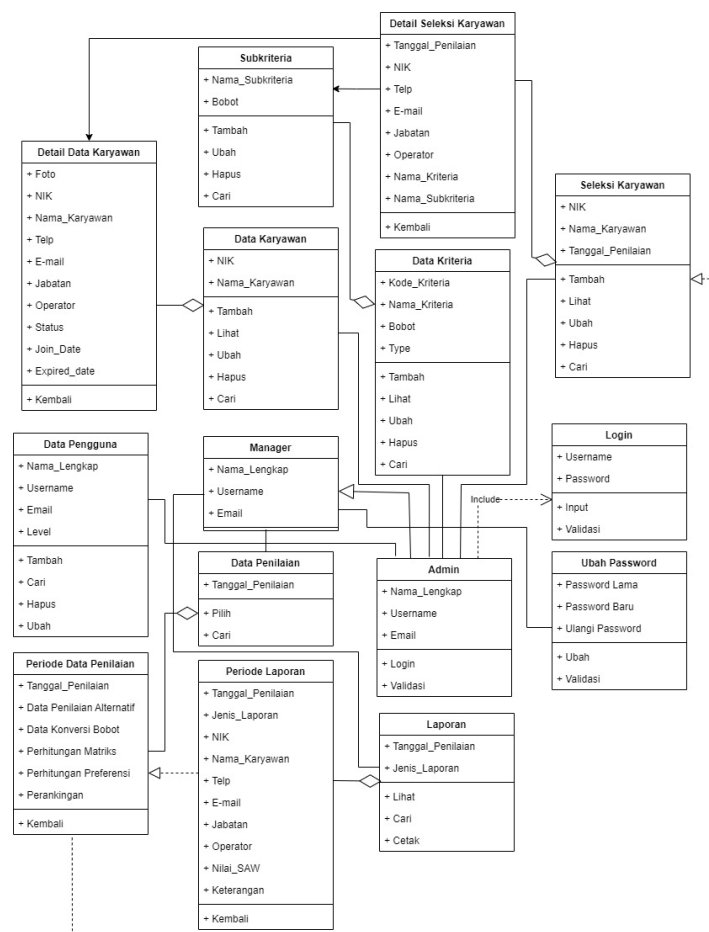 Detail Seleksi Karyawan
+ Tanggal_Penilaian
+ NIK
+ Telp
+ E-mail
+ Jabatan
+ Operator
+ Nama_Kriteria
+ Nama_Subkriteria
+ Kembali
Subkriteria
+ Nama_Subkriteria
+ Bobot
+ Tambah
+ Ubah
+ Hapus
+ Cari
Detail Data Karyawan
+ Foto
+ NIK
+ Nama_Karyawan
+ Telp
+ E-mail
+ Jabatan
+ Operator
+ Status
+ Join_Date
+ Expired_date
+ Kembali
Seleksi Karyawan
+ NIK
+ Nama_Karyawan
+ Tanggal_Penilaian
+ Tambah
+ Lihat
+ Ubah
+ Hapus
+ Cari
Data Karyawan
+ NIK
+ Nama_Karyawan
+ Tambah
+ Lihat
+ Ubah
+ Hapus
+ Cari
Data Kriteria
+ Kode_Kriteria
+ Nama_Kriteria
+ Bobot
+ Type
+ Tambah
+ Lihat
+ Ubah
+ Hapus
+ Cari
Data Pengguna
+ Nama_Lengkap
+ Username
+ Email
+ Level
+ Tambah
+ Cari
+ Hapus
+ Ubah
Manager
+ Nama_Lengkap
+ Username
+ Email
Include
Login
+ Username
+ Password
+ Input
+ Validasi
Data Penilaian
+ Tanggal_Penilaian
+ Pilih
+ Cari
Admin
+ Nama_Lengkap
+ Username
+ Email
+ Login
+ Validasi
Ubah Password
+ Password Lama
+ Password Baru
+ Ulangi Password
+ Ubah
+ Validasi
Periode Data Penilaian
+ Tanggal_Penilaian
+ Data Penilaian Alternatif
+ Data Konversi Bobot
+ Perhitungan Matriks
+ Perhitungan Preferensi
+ Perankingan
+ Kembali
Periode Laporan
+ Tanggal_Penilaian
+ Jenis_Laporan
+ NIK
+ Nama_Karyawan
+ Telp
+ E-mail
+ Jabatan
+ Operator
+ Nilai_SAW
+ Keterangan
+ Kembali
Laporan
+ Tanggal_Penilaian
+ Jenis_Laporan
+ Lihat
+ Cari
+ Cetak